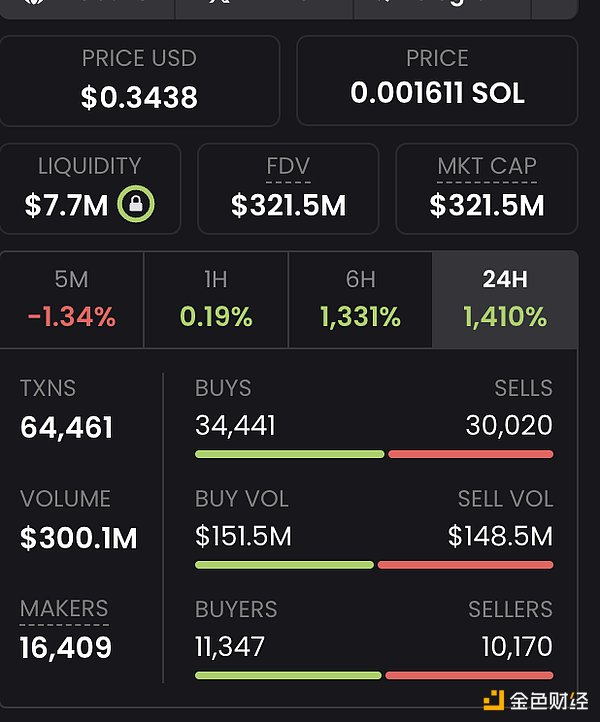 PRICE USD
$0.3438
PRICE
0.001611 SOL
LIQUIDITY
$7.7M
FDV
$321.5M
MKT CAP
$321.5M
5M
-1.34%
1H
0.19%
6H
1,331%
24H
1,410%
TXNS
64,461
BUYS
34,441
SELLS
30,020
VOLUME
$300.1M
BUY VOL
$151.5M
SELL VOL
$148.5M
MAKERS
16,409
BUYERS
11,347
SELLERS
10,170
金色财经